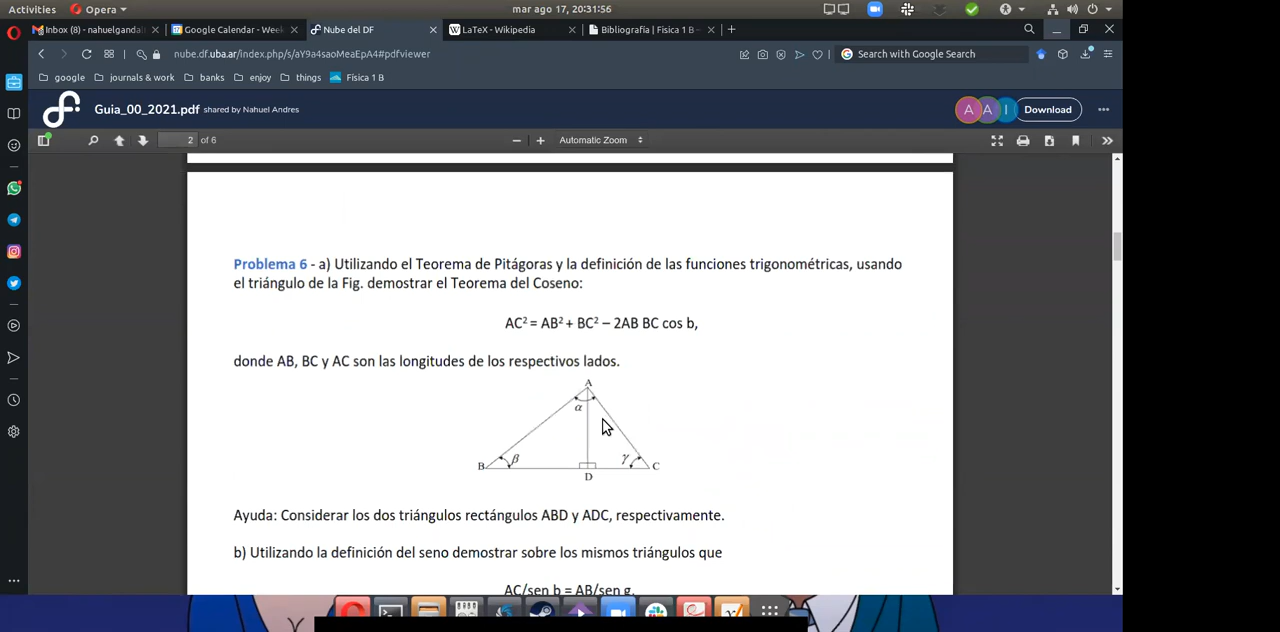 Activities
Opera
mar ago 17, 20:31:56
Inbox (8) - nahuelgandal
Google Calendar - Week
Nube del DF
LaTeX - Wikipedia
Bibliografía | Física 1 B –
nube.df.uba.ar/index.php/s/aY9a4saoMeaEpA4#pdfviewer
Search with Google Search
google
journals & work
banks
enjoy
things
Física 1 B
Guia_00_2021.pdf shared by Nahuel Andres
A A I
Download
2 of 6
Automatic Zoom
Problema 6 - a) Utilizando el Teorema de Pitágoras y la definición de las funciones trigonométricas, usando
el triángulo de la Fig. demostrar el Teorema del Coseno:
AC² = AB² + BC² – 2AB BC cos b,
donde AB, BC y AC son las longitudes de los respectivos lados.
A
α
B β γ C
D
Ayuda: Considerar los dos triángulos rectángulos ABD y ADC, respectivamente.
b) Utilizando la definición del seno demostrar sobre los mismos triángulos que
AC/sen b = AB/sen g.